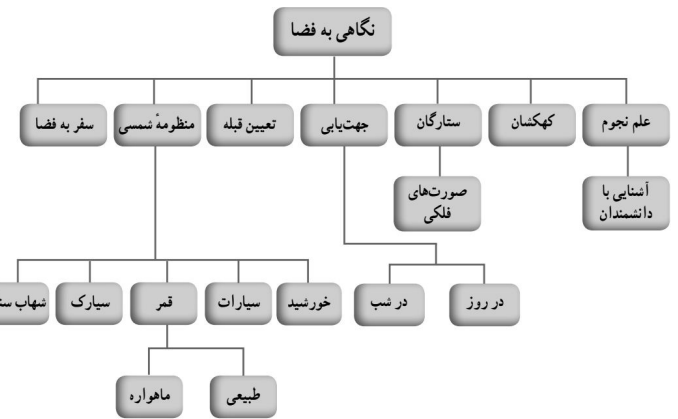 نگاهی به فضا
علم نجوم
کهکشان
ستارگان
جهت‌یابی
تعیین قبله
منظومهٔ شمسی
سفر به فضا
آشنایی با
دانشمندان
صورت‌های
فلکی
در روز
در شب
خورشید
سیارات
قمر
سیارک
شهاب
طبیعی
ماهواره